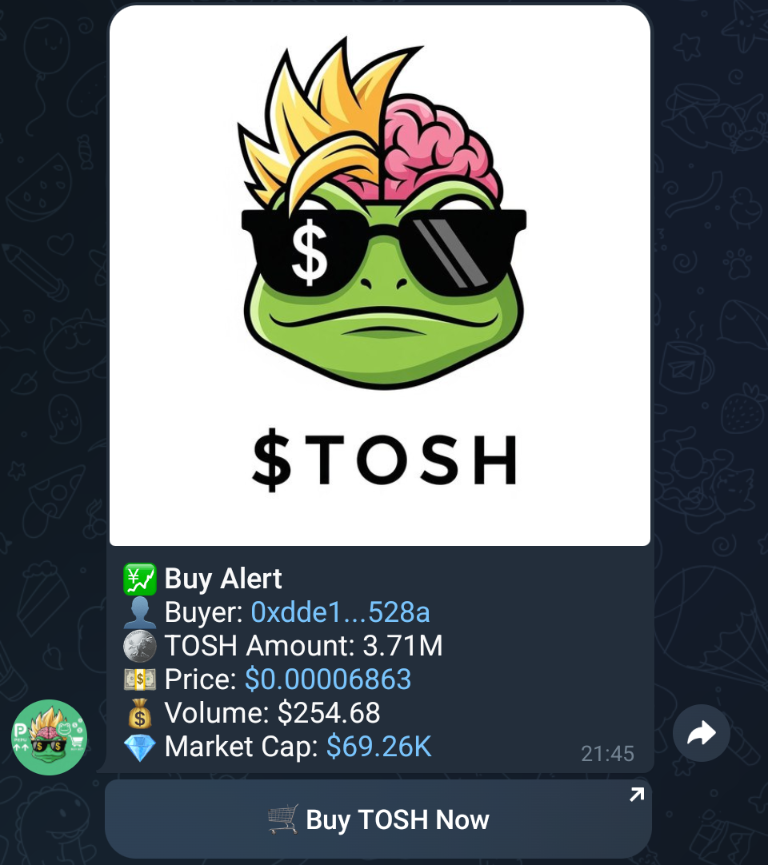 $
$TOSH
Buy Alert
Buyer: 0xdde1...528a
TOSH Amount: 3.71M
Price: $0.00006863
Volume: $254.68
Market Cap: $69.26K
21:45
Buy TOSH Now